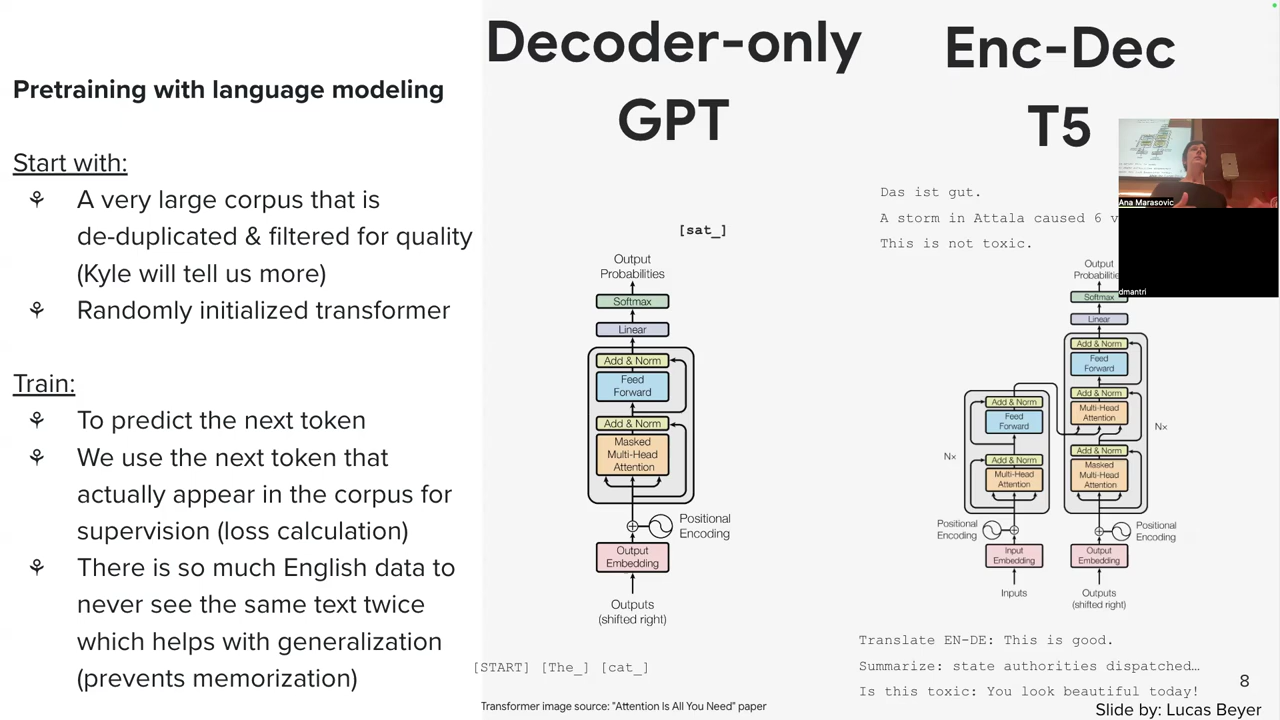 Pretraining with language modeling
Start with:
A very large corpus that is
de-duplicated & filtered for quality
(Kyle will tell us more)
Randomly initialized transformer
Train:
To predict the next token
We use the next token that
actually appear in the corpus for
supervision (loss calculation)
There is so much English data to
never see the same text twice
which helps with generalization
(prevents memorization)
Decoder-only
GPT
[sat_]
Output
Probabilities
Softmax
Linear
Add & Norm
Feed
Forward
Add & Norm
Masked
Multi-Head
Attention
Positional
Encoding
Output
Embedding
Outputs
(shifted right)
[START] [The_] [cat_]
Transformer image source: "Attention Is All You Need" paper
Enc-Dec
T5
Das ist gut.
A storm in Attala caused 6
This is not toxic.
Ana Marasovic
dmantri
Output
Softmax
Linear
Add & Norm
Feed
Forward
Add & Norm
Multi-Head
Attention
Add & Norm
Masked
Multi-Head
Attention
Nx
Add & Norm
Feed
Forward
Add & Norm
Multi-Head
Attention
Nx
Positional
Encoding
Positional
Encoding
Input
Embedding
Output
Embedding
Inputs
Outputs
(shifted right)
Translate EN-DE: This is good.
Summarize: state authorities dispatched…
Is this toxic: You look beautiful today!
8
Slide by: Lucas Beyer